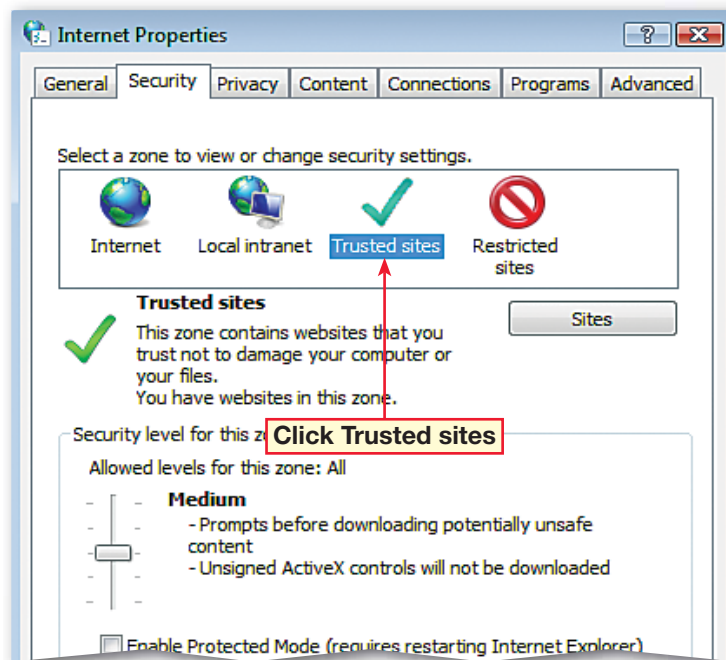 Internet Properties
?
General Security Privacy Content Connections Programs Advanced
Select a zone to view or change security settings.
Internet Local intranet Trusted sites Restricted
sites
Trusted sites
Sites
This zone contains websites that you
trust not to damage your computer or
your files.
You have websites in this zone.
Click Trusted sites
Security level for this
Allowed levels for this zone: All
Medium
- Prompts before downloading potentially unsafe
content
- Unsigned ActiveX controls will not be downloaded
Enable Protected Mode (requires restarting Internet Explorer)